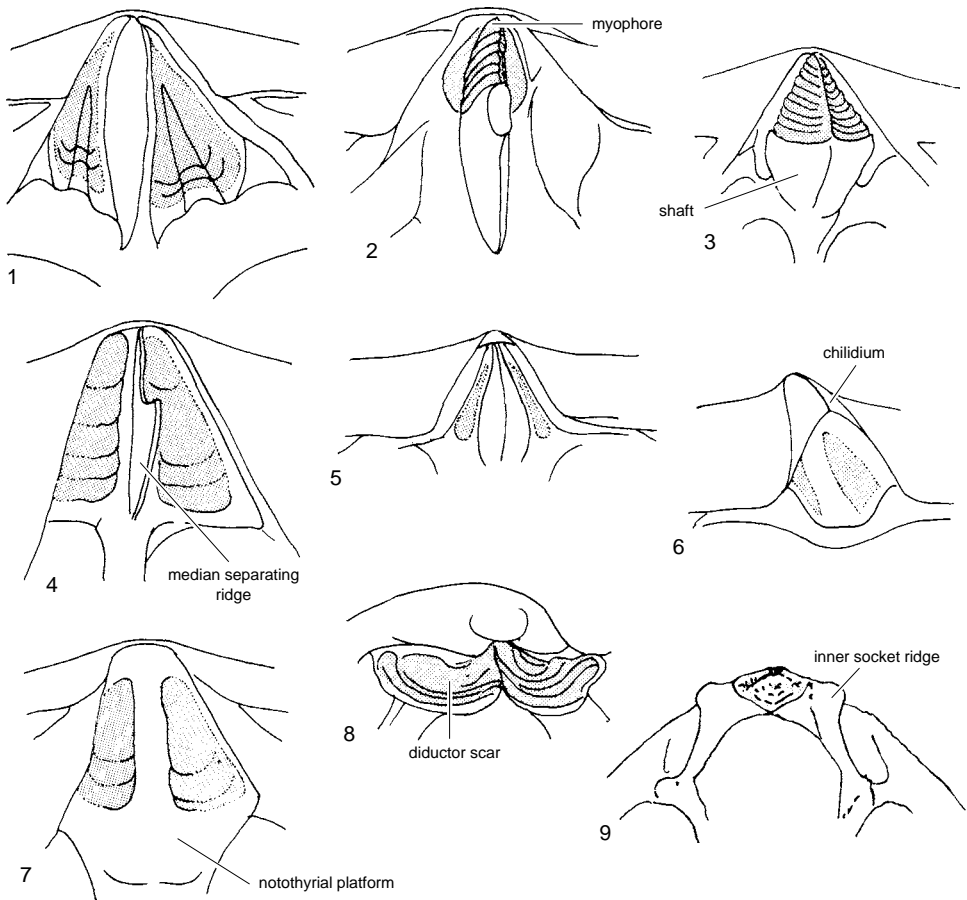 myophore
1
2
shaft
3
4
median separating
ridge
5
chilidium
6
7
notothyrial platform
8
diductor scar
inner socket ridge
9